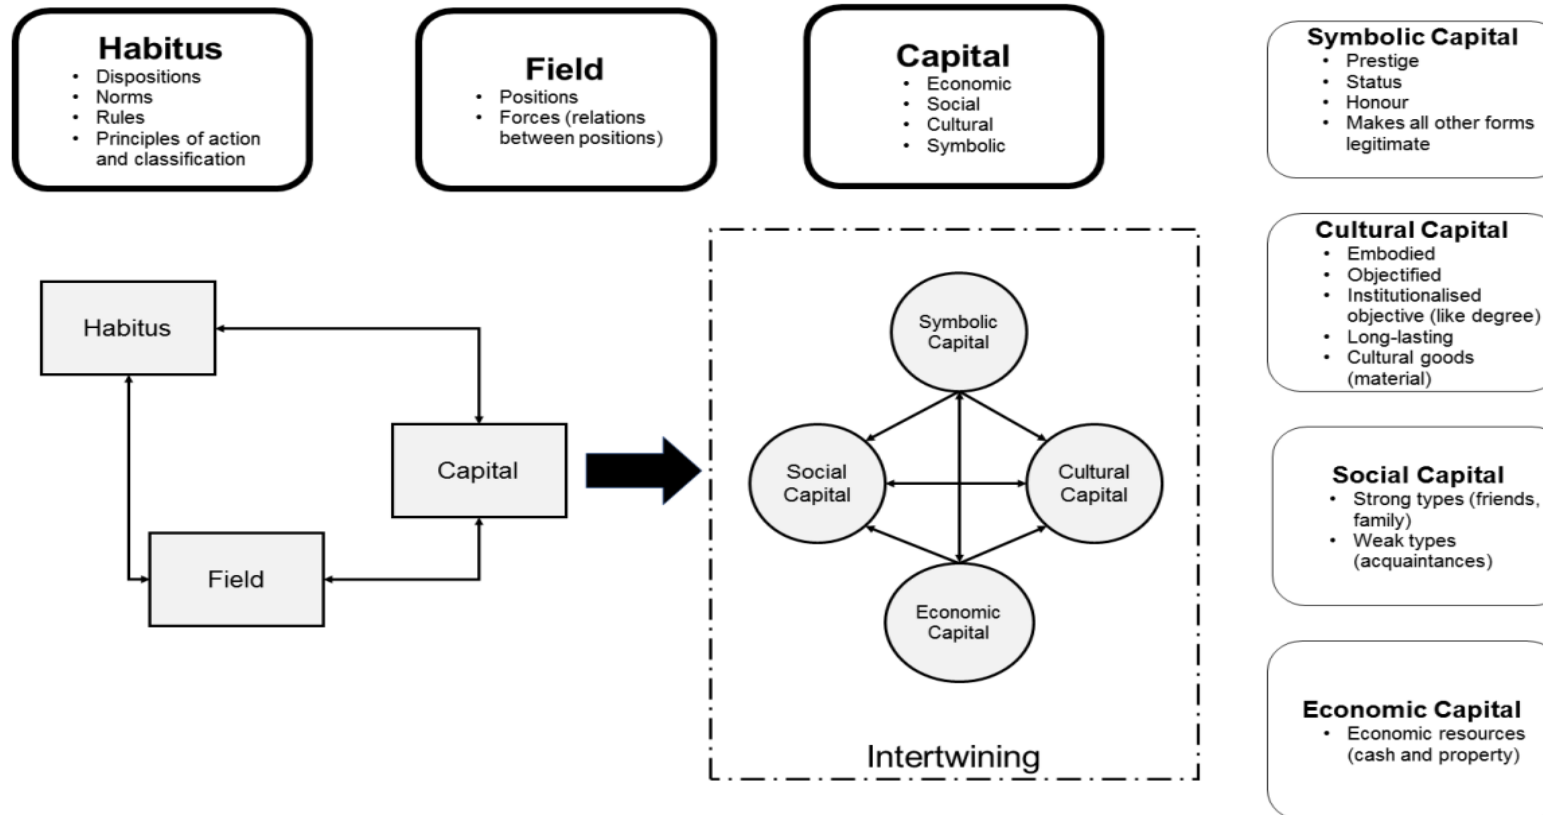 Habitus
• Dispositions
• Norms
• Rules
• Principles of action
and classification
Field
• Positions
• Forces (relations
between positions)
Capital
• Economic
• Social
• Cultural
• Symbolic
Symbolic Capital
• Prestige
• Status
• Honour
• Makes all other forms
legitimate
Cultural Capital
• Embodied
• Objectified
• Institutionalised
objective (like degree)
• Long-lasting
• Cultural goods
(material)
Social Capital
• Strong types (friends,
family)
• Weak types
(acquaintances)
Economic Capital
• Economic resources
(cash and property)
Habitus
Capital
Field
Symbolic
Capital
Social
Capital
Cultural
Capital
Economic
Capital
Intertwining